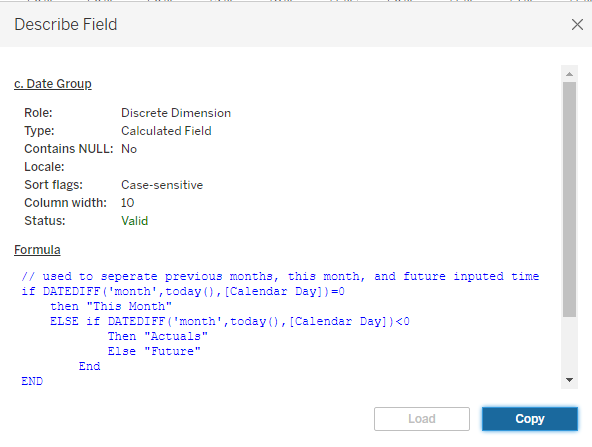 Describe Field
c. Date Group
Role: Discrete Dimension
Type: Calculated Field
Contains NULL: No
Locale:
Sort flags: Case-sensitive
Column width: 10
Status: Valid
Formula
// used to seperate previous months, this month, and future inputed time
if DATEDIFF('month',today(),[Calendar Day])=0
then "This Month"
ELSE if DATEDIFF('month',today(),[Calendar Day])<0
Then "Actuals"
Else "Future"
End
END
Load Copy